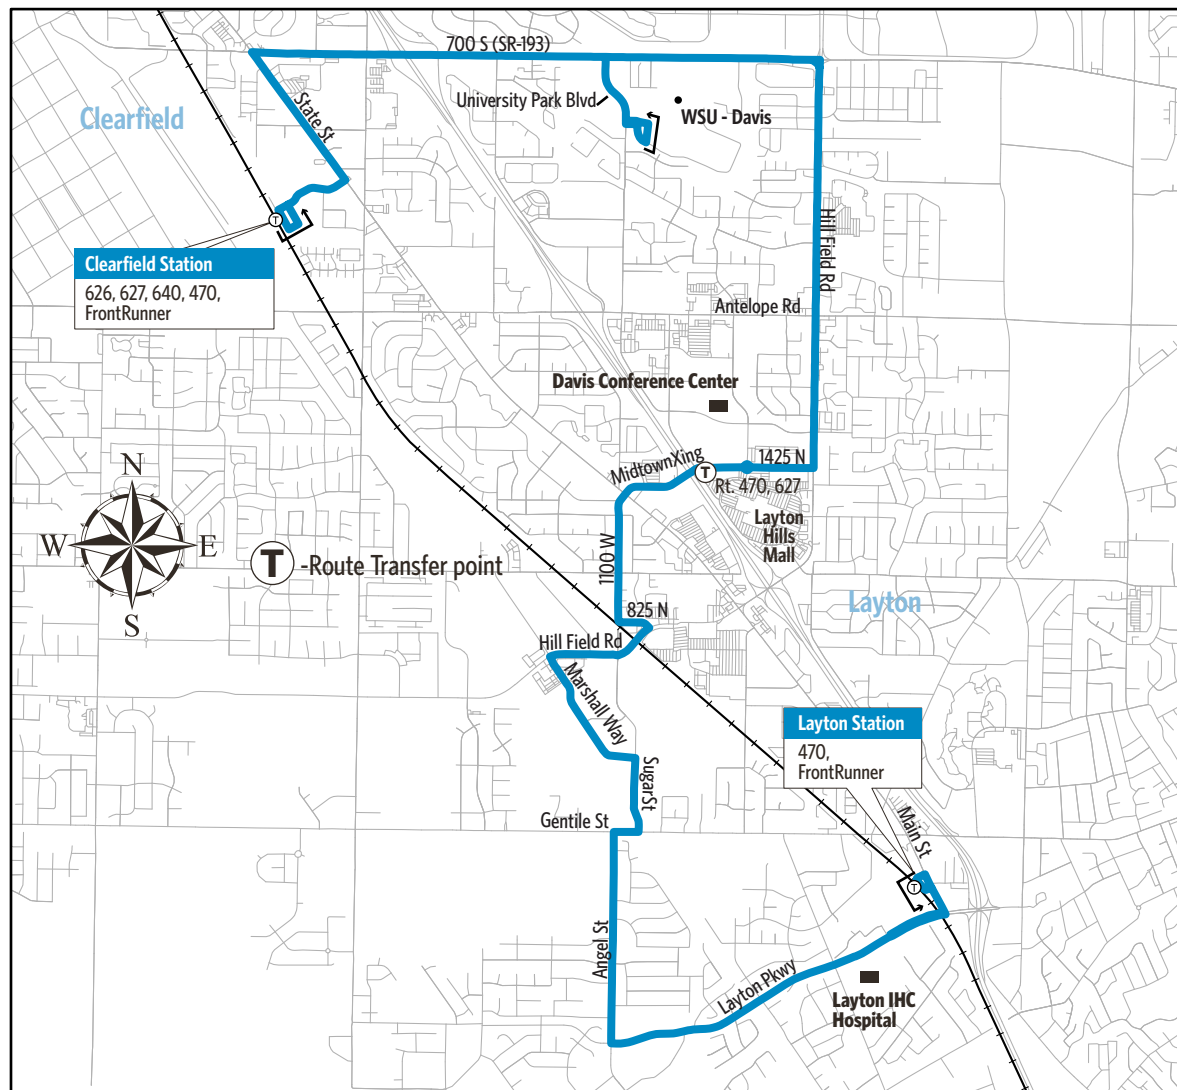 700 S (SR-193)
University Park Blvd
WSU - Davis
Clearfield
State St
T
Clearfield Station
626, 627, 640, 470,
FrontRunner
Hill Field Rd
Antelope Rd
Davis Conference Center
MidtownXing
1425 N
T
Rt. 470, 627
Layton
Hills
Mall
N
W
E
S
T
-Route Transfer point
1100 W
825 N
Layton
Hill Field Rd
Marshall Way
Layton Station
470,
FrontRunner
SugarSt
Gentile St
Main St
T
Angel St
Layton Pkwy
Layton IHC
Hospital